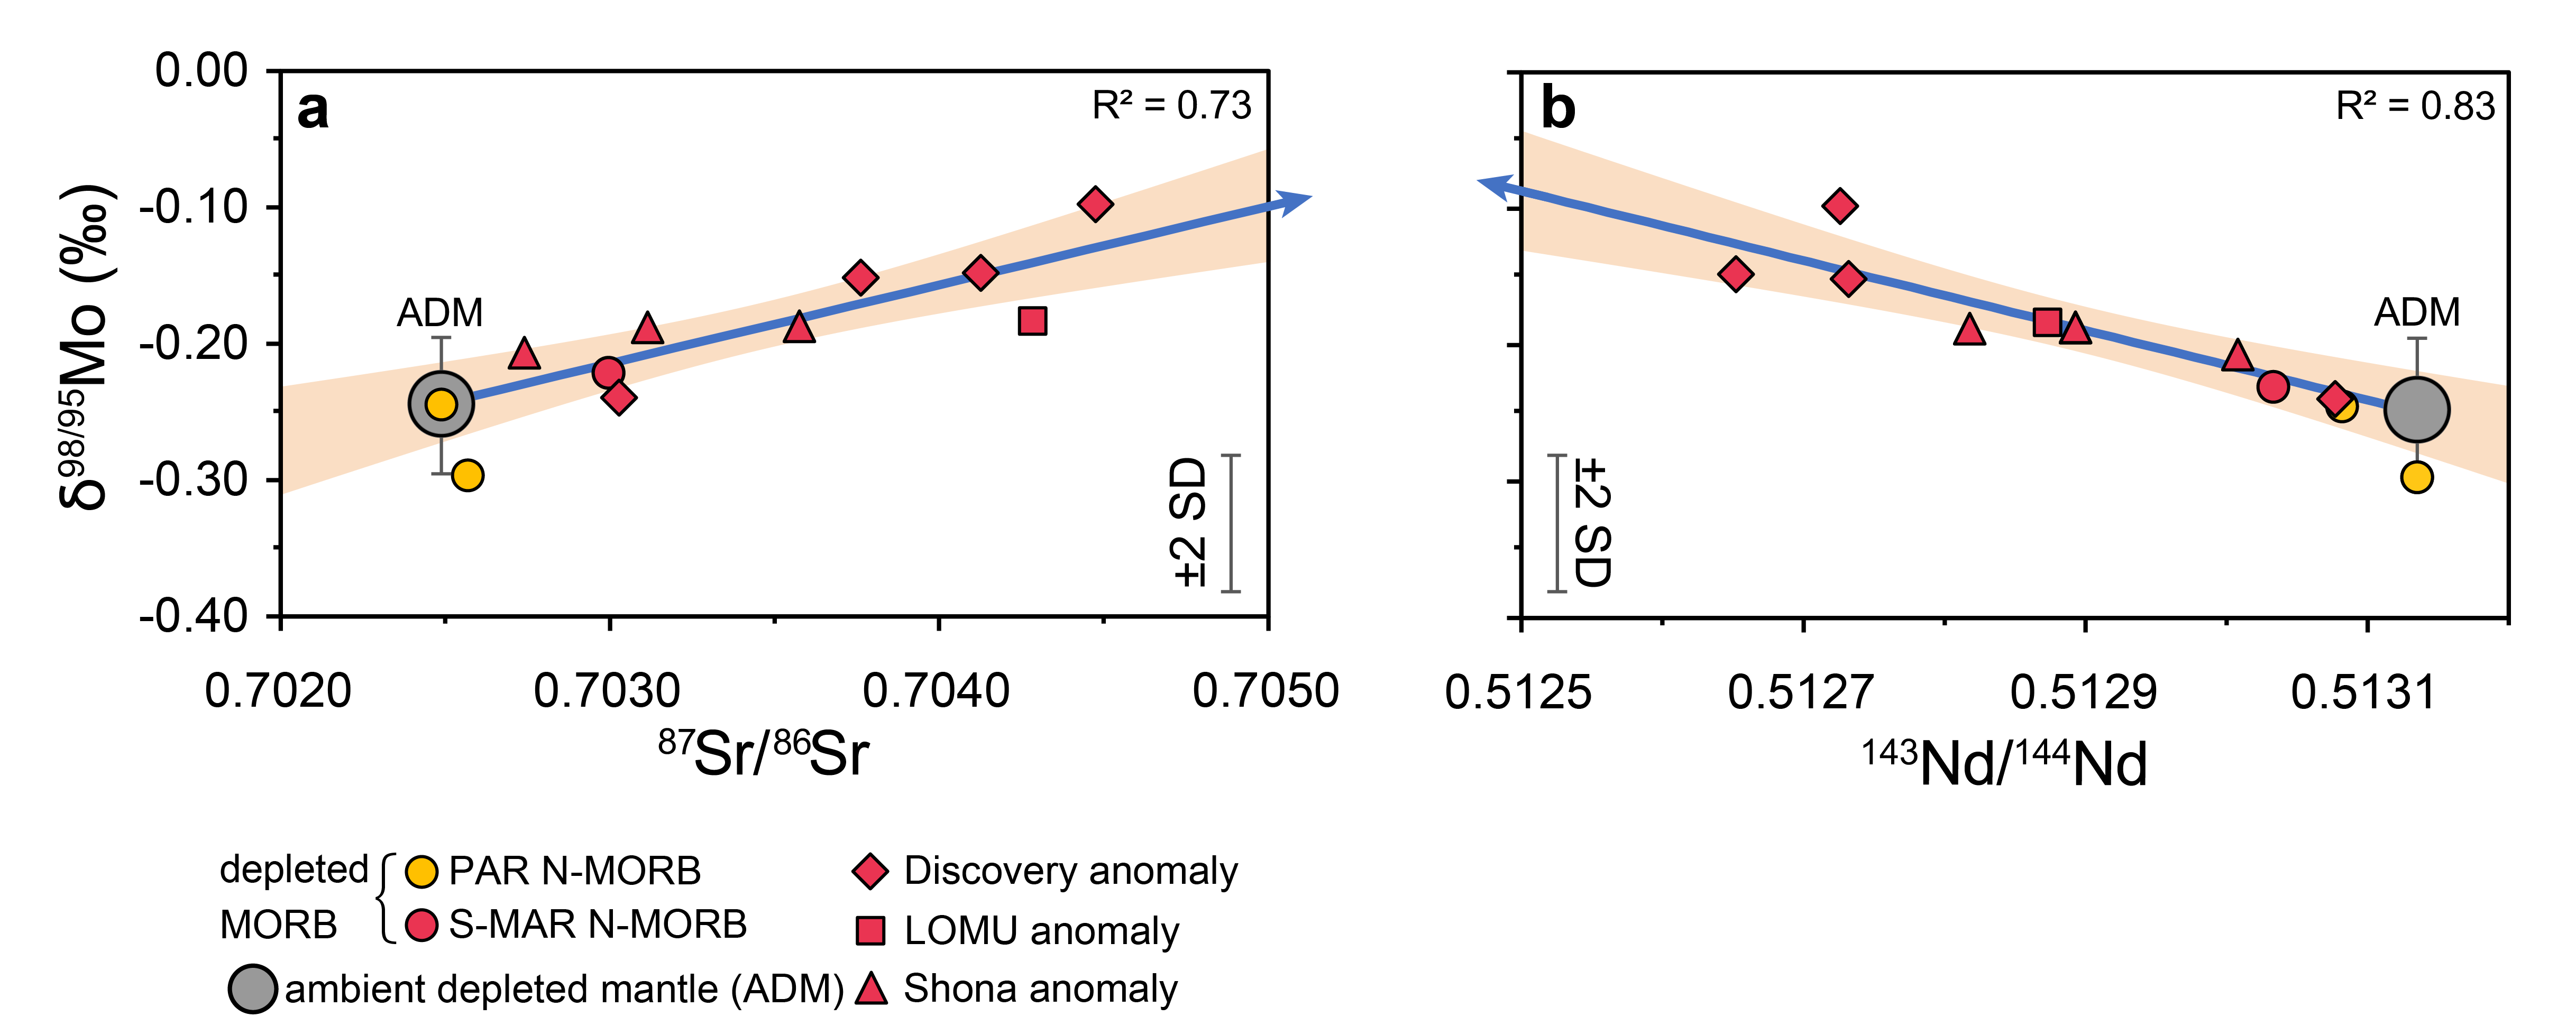 a
R² = 0.73
0.00
-0.10
-0.20
-0.30
-0.40
δ⁹⁸/⁹⁵Mo (‰)
ADM
±2 SD
0.7020 0.7030 0.7040 0.7050
⁸⁷Sr/⁸⁶Sr
b
R² = 0.83
ADM
±2 SD
0.5125 0.5127 0.5129 0.5131
¹⁴³Nd/¹⁴⁴Nd
depleted
MORB
PAR N-MORB
S-MAR N-MORB
ambient depleted mantle (ADM)
Discovery anomaly
LOMU anomaly
Shona anomaly